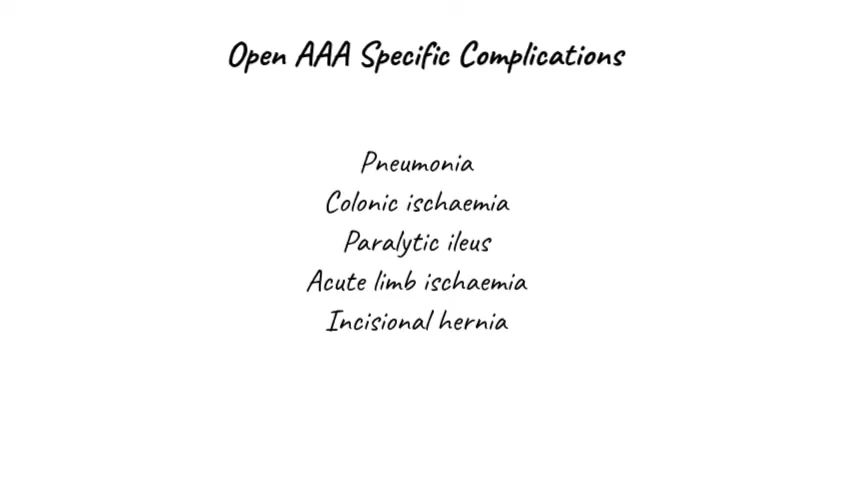 Open AAA Specific Complications
Pneumonia
Colonic ischaemia
Paralytic ileus
Acute limb ischaemia
Incisional hernia